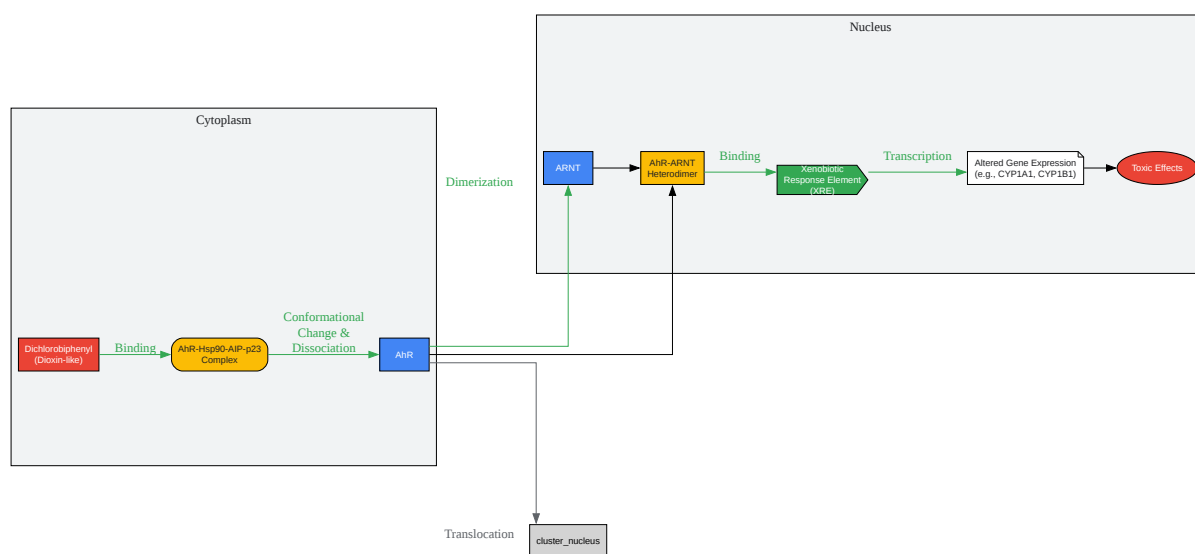 Nucleus
Cytoplasm
Dimerization
ARNT
AhR-ARNT
Heterodimer
Binding
Xenobiotic
Response Element
(XRE)
Transcription
Altered Gene Expression
(e.g., CYP1A1, CYP1B1)
Toxic Effects
Dichlorobiphenyl
(Dioxin-like)
Binding
AhR-Hsp90-AIP-p23
Complex
Conformational
Change &
Dissociation
AhR
Translocation
cluster_nucleus